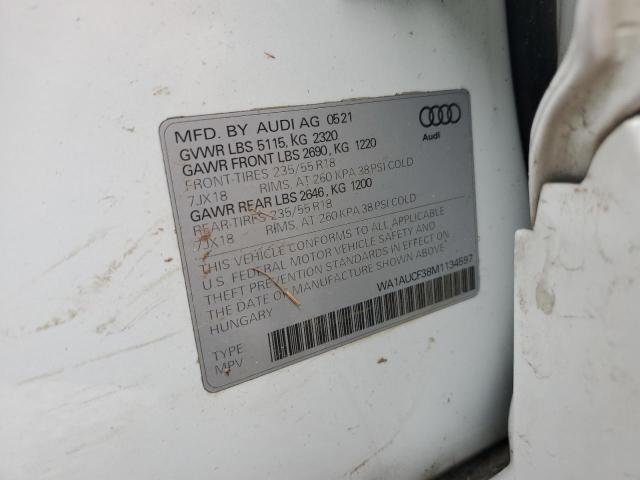 MFD. BY AUDI AG 05 21
GVWR LBS 5115, KG 2320
GAWR FRONT LBS 2690, KG 1220
FRONT-TIRES 235/55 R18
7JX18 RIMS, AT 260 KPA 38 PSI COLD
GAWR REAR LBS 2646, KG 1200
REAR-TIRES 235/55 R18
7JX18 RIMS, AT 260 KPA 38 PSI COLD
THIS VEHICLE CONFORMS TO ALL APPLICABLE
U.S. FEDERAL MOTOR VEHICLE SAFETY AND
THEFT PREVENTION STANDARDS IN EFFECT ON
THE DATE OF MANUFACTURE SHOWN ABOVE.
HUNGARY
WA1AUCF38M1134597
TYPE
MPV
Audi